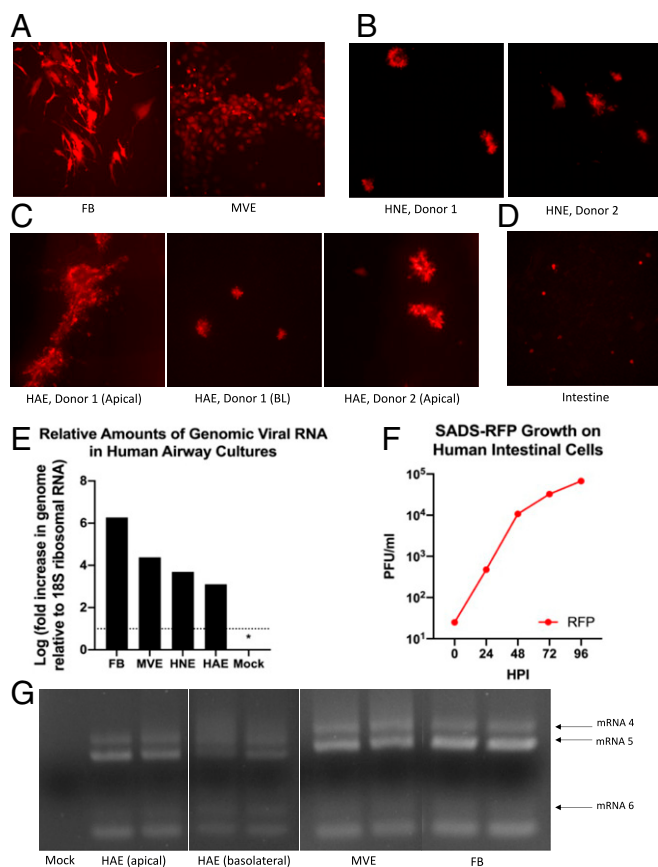 A
B
FB
MVE
HNE, Donor 1
HNE, Donor 2
C
D
HAE, Donor 1 (Apical)
HAE, Donor 1 (BL)
HAE, Donor 2 (Apical)
Intestine
E
Relative Amounts of Genomic Viral RNA
in Human Airway Cultures
Log (fold increase in genome
relative to 18S ribosomal RNA)
8
6
4
2
0
*
FB
MVE
HNE
HAE
Mock
F
SADS-RFP Growth on
Human Intestinal Cells
PFU/ml
10⁵
10⁴
10³
10²
10¹
RFP
0
24
48
72
96
HPI
G
mRNA 4
mRNA 5
mRNA 6
Mock
HAE (apical)
HAE (basolateral)
MVE
FB